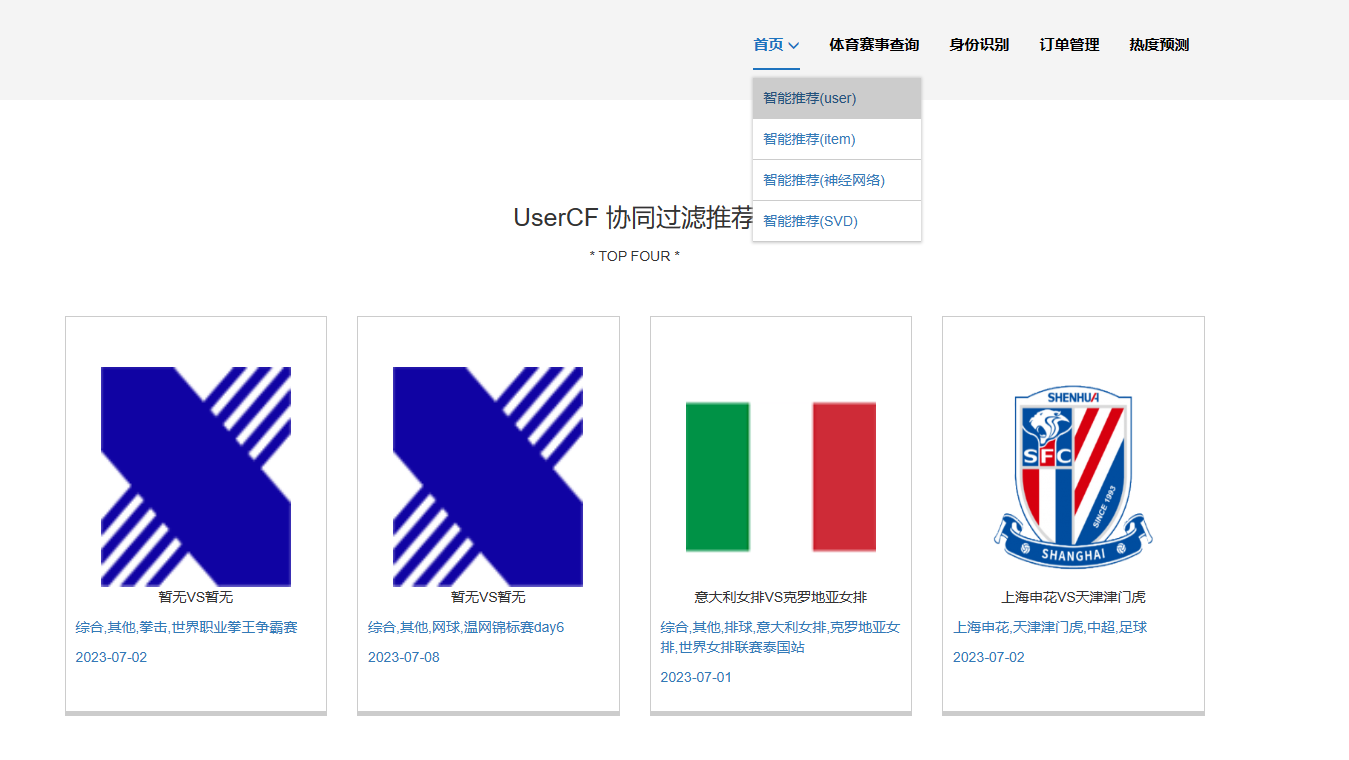 首页 体育赛事查询 身份识别 订单管理 热度预测
智能推荐(user)
智能推荐(item)
智能推荐(神经网络)
智能推荐(SVD)
UserCF 协同过滤推荐
* TOP FOUR *
SHENHUA
SFC
SINCE 1993
SHANGHAI
暂无VS暂无
综合,其他,拳击,世界职业拳王争霸赛
2023-07-02
暂无VS暂无
综合,其他,网球,温网锦标赛day6
2023-07-08
意大利女排VS克罗地亚女排
综合,其他,排球,意大利女排,克罗地亚女
排,世界女排联赛泰国站
2023-07-01
上海申花VS天津津门虎
上海申花,天津津门虎,中超,足球
2023-07-02